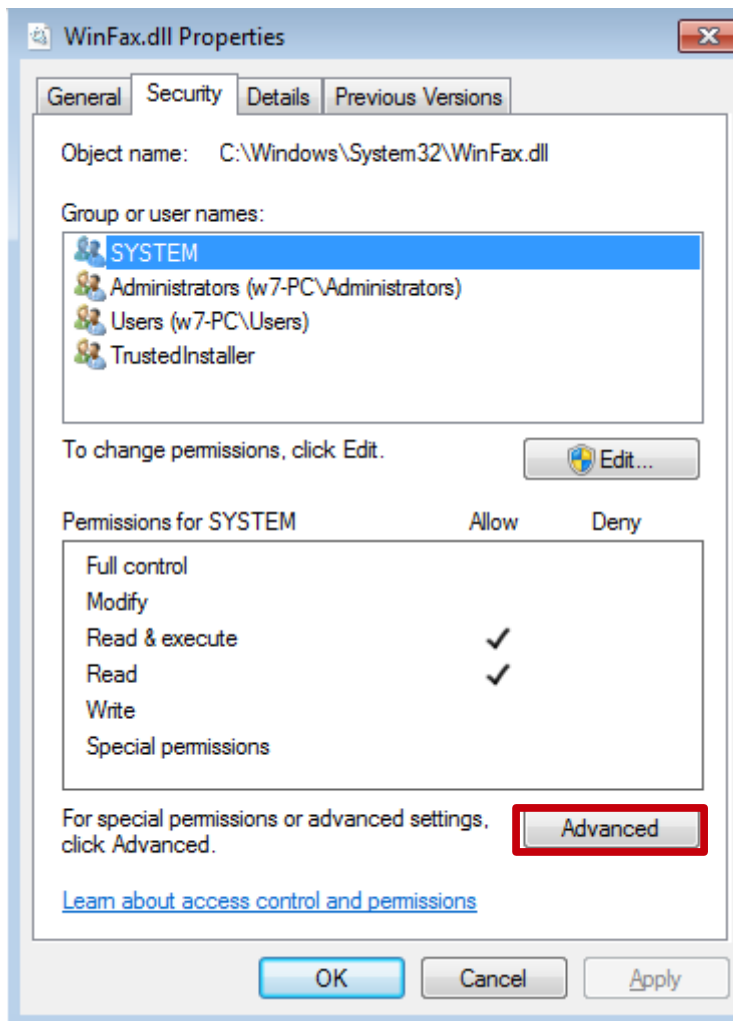 WinFax.dll Properties
General Security Details Previous Versions
Object name: C:\Windows\System32\WinFax.dll
Group or user names:
SYSTEM
Administrators (w7-PC\Administrators)
Users (w7-PC\Users)
TrustedInstaller
To change permissions, click Edit.
Edit...
Permissions for SYSTEM Allow Deny
Full control
Modify
Read & execute
Read
Write
Special permissions
For special permissions or advanced settings,
click Advanced.
Advanced
Learn about access control and permissions
OK Cancel Apply